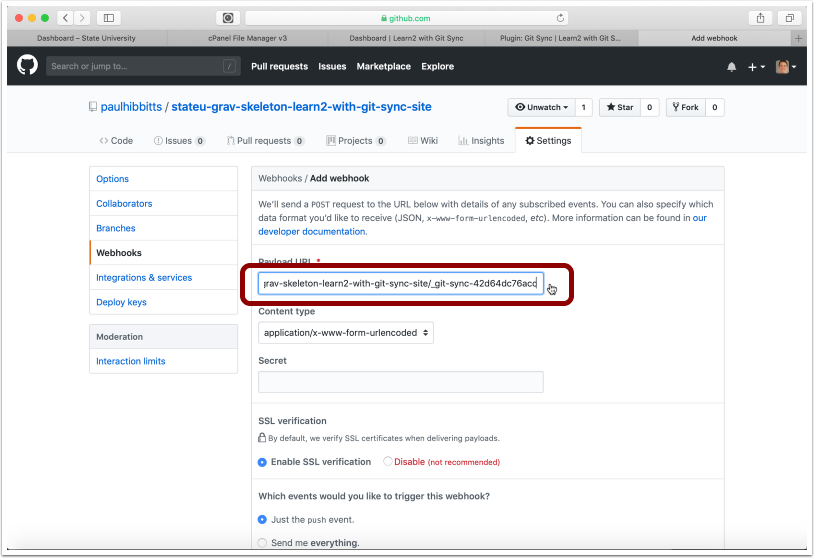 github.com
Dashboard – State University
cPanel File Manager v3
Dashboard | Learn2 with Git Sync
Plugin: Git Sync | Learn2 with Git S...
Add webhook
Search or jump to...
/
Pull requests
Issues
Marketplace
Explore
paulhibbitts / stateu-grav-skeleton-learn2-with-git-sync-site
Unwatch 1
Star 0
Fork 0
Code
Issues 0
Pull requests 0
Projects 0
Wiki
Insights
Settings
Options
Collaborators
Branches
Webhooks
Integrations & services
Deploy keys
Moderation
Interaction limits
Webhooks / Add webhook
We'll send a POST request to the URL below with details of any subscribed events. You can also specify which
data format you'd like to receive (JSON, x-www-form-urlencoded, etc). More information can be found in our
developer documentation.
Payload URL *
grav-skeleton-learn2-with-git-sync-site/_git-sync-42d64dc76acc
Content type
application/x-www-form-urlencoded
Secret
SSL verification
By default, we verify SSL certificates when delivering payloads.
Enable SSL verification
Disable (not recommended)
Which events would you like to trigger this webhook?
Just the push event.
Send me everything.